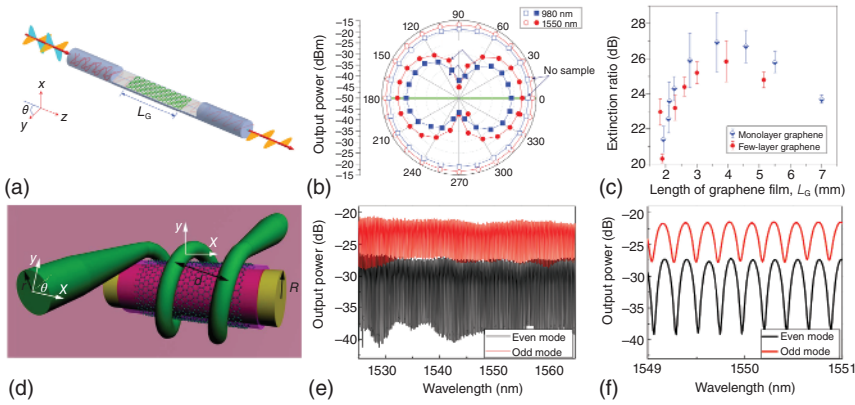 x
θ
y
z
L_G
(a)
Output power (dBm)
−15
−20
−25
−30
−35
−40
−45
−50
−45
−40
−35
−30
−25
−20
−15
90
60
30
0
330
300
270
240
210
180
150
120
980 nm
1550 nm
No sample
(b)
Extinction ratio (dB)
28
26
24
22
20
2
3
4
5
6
7
Monolayer graphene
Few-layer graphene
Length of graphene film, L_G (mm)
(c)
y
θ
X
y
X
d
R
(d)
Output power (dB)
−20
−25
−30
−35
−40
Even mode
Odd mode
1530
1540
1550
1560
Wavelength (nm)
(e)
Output power (dB)
−20
−25
−30
−35
−40
Even mode
Odd mode
1549
1550
1551
Wavelength (nm)
(f)